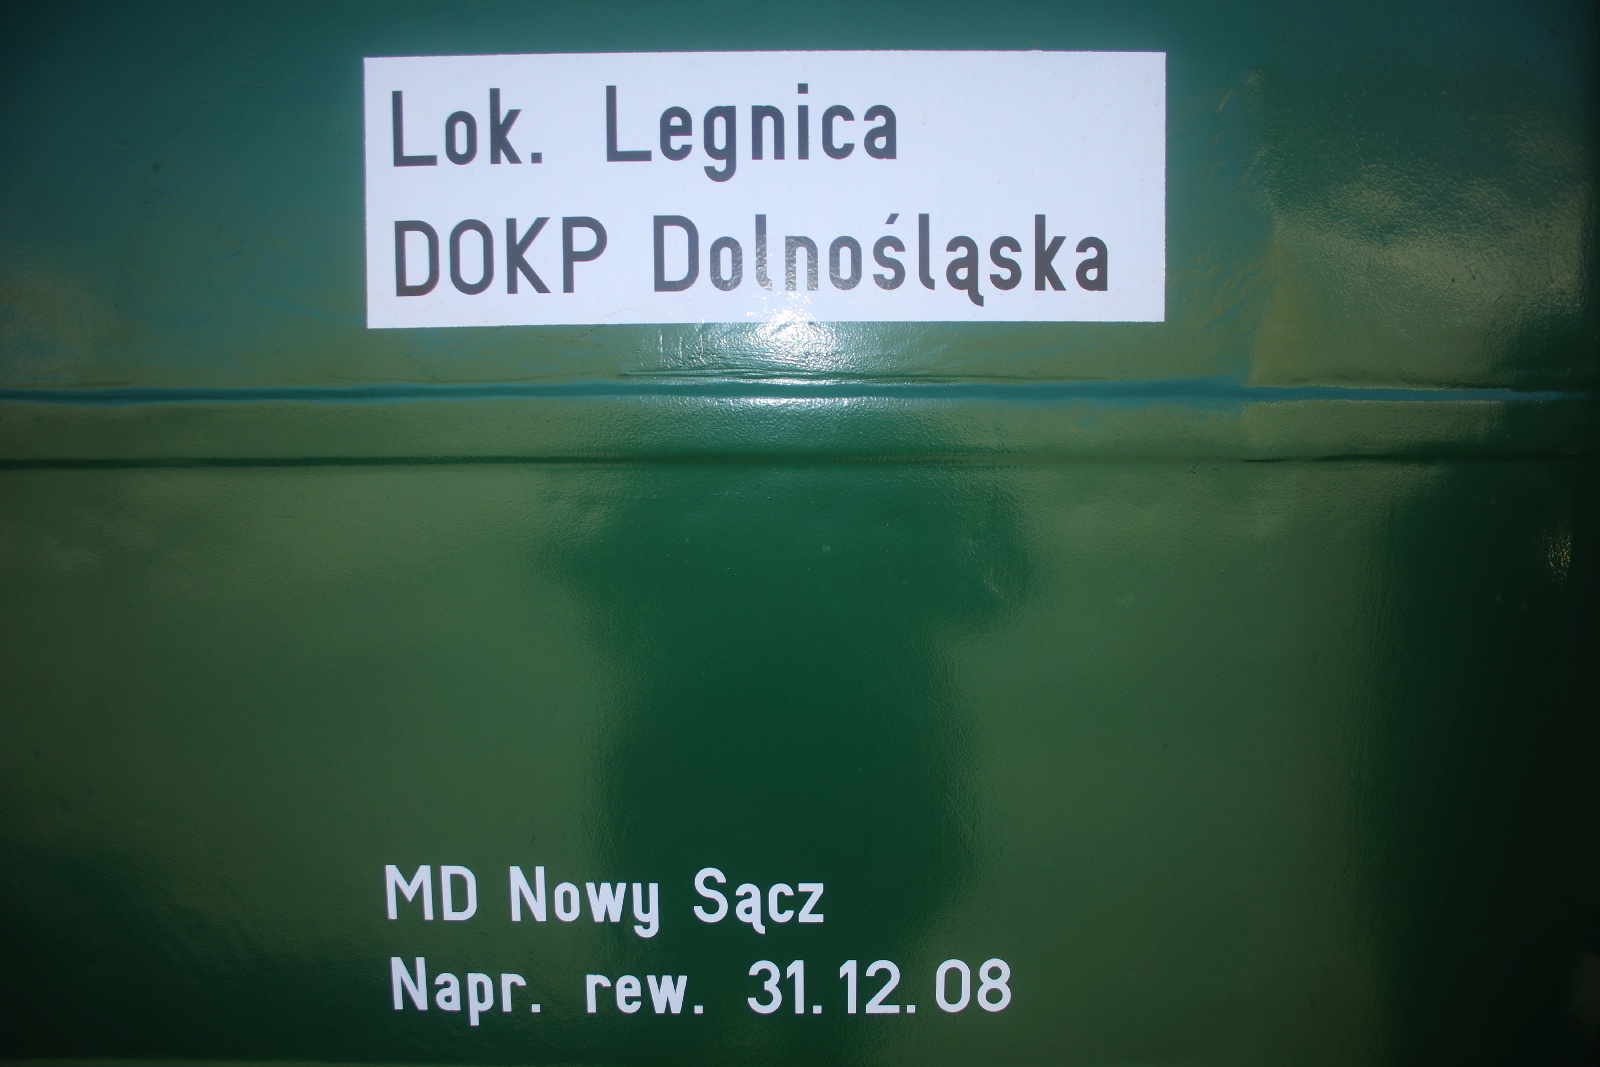 Lok. Legnica
DOKP Dolnośląska
MD Nowy Sącz
Napr. rew. 31.12.08